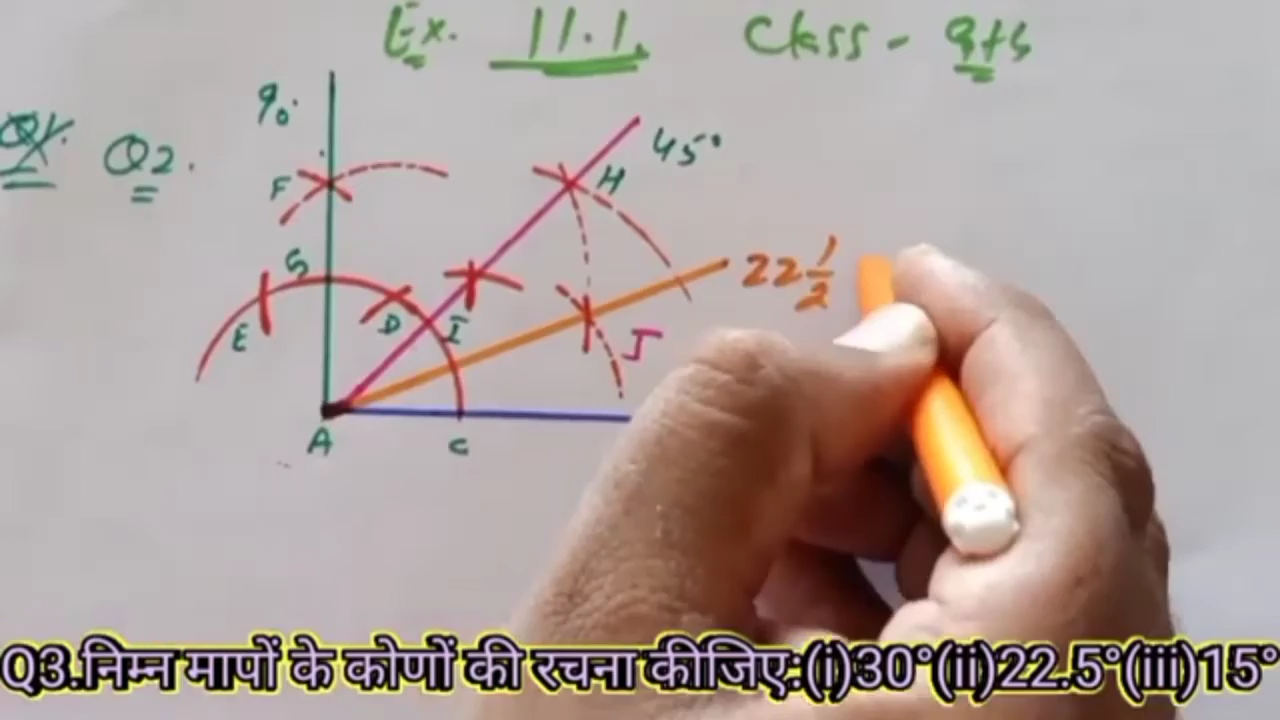 Ex. 11.1. Class - 9th
Q1. Q2.
90°
45°
F H
22 1/2
G
E D I J
A C
Q3.निम्न मापों के कोणों की रचना कीजिए:(i)30°(ii)22.5°(iii)15°